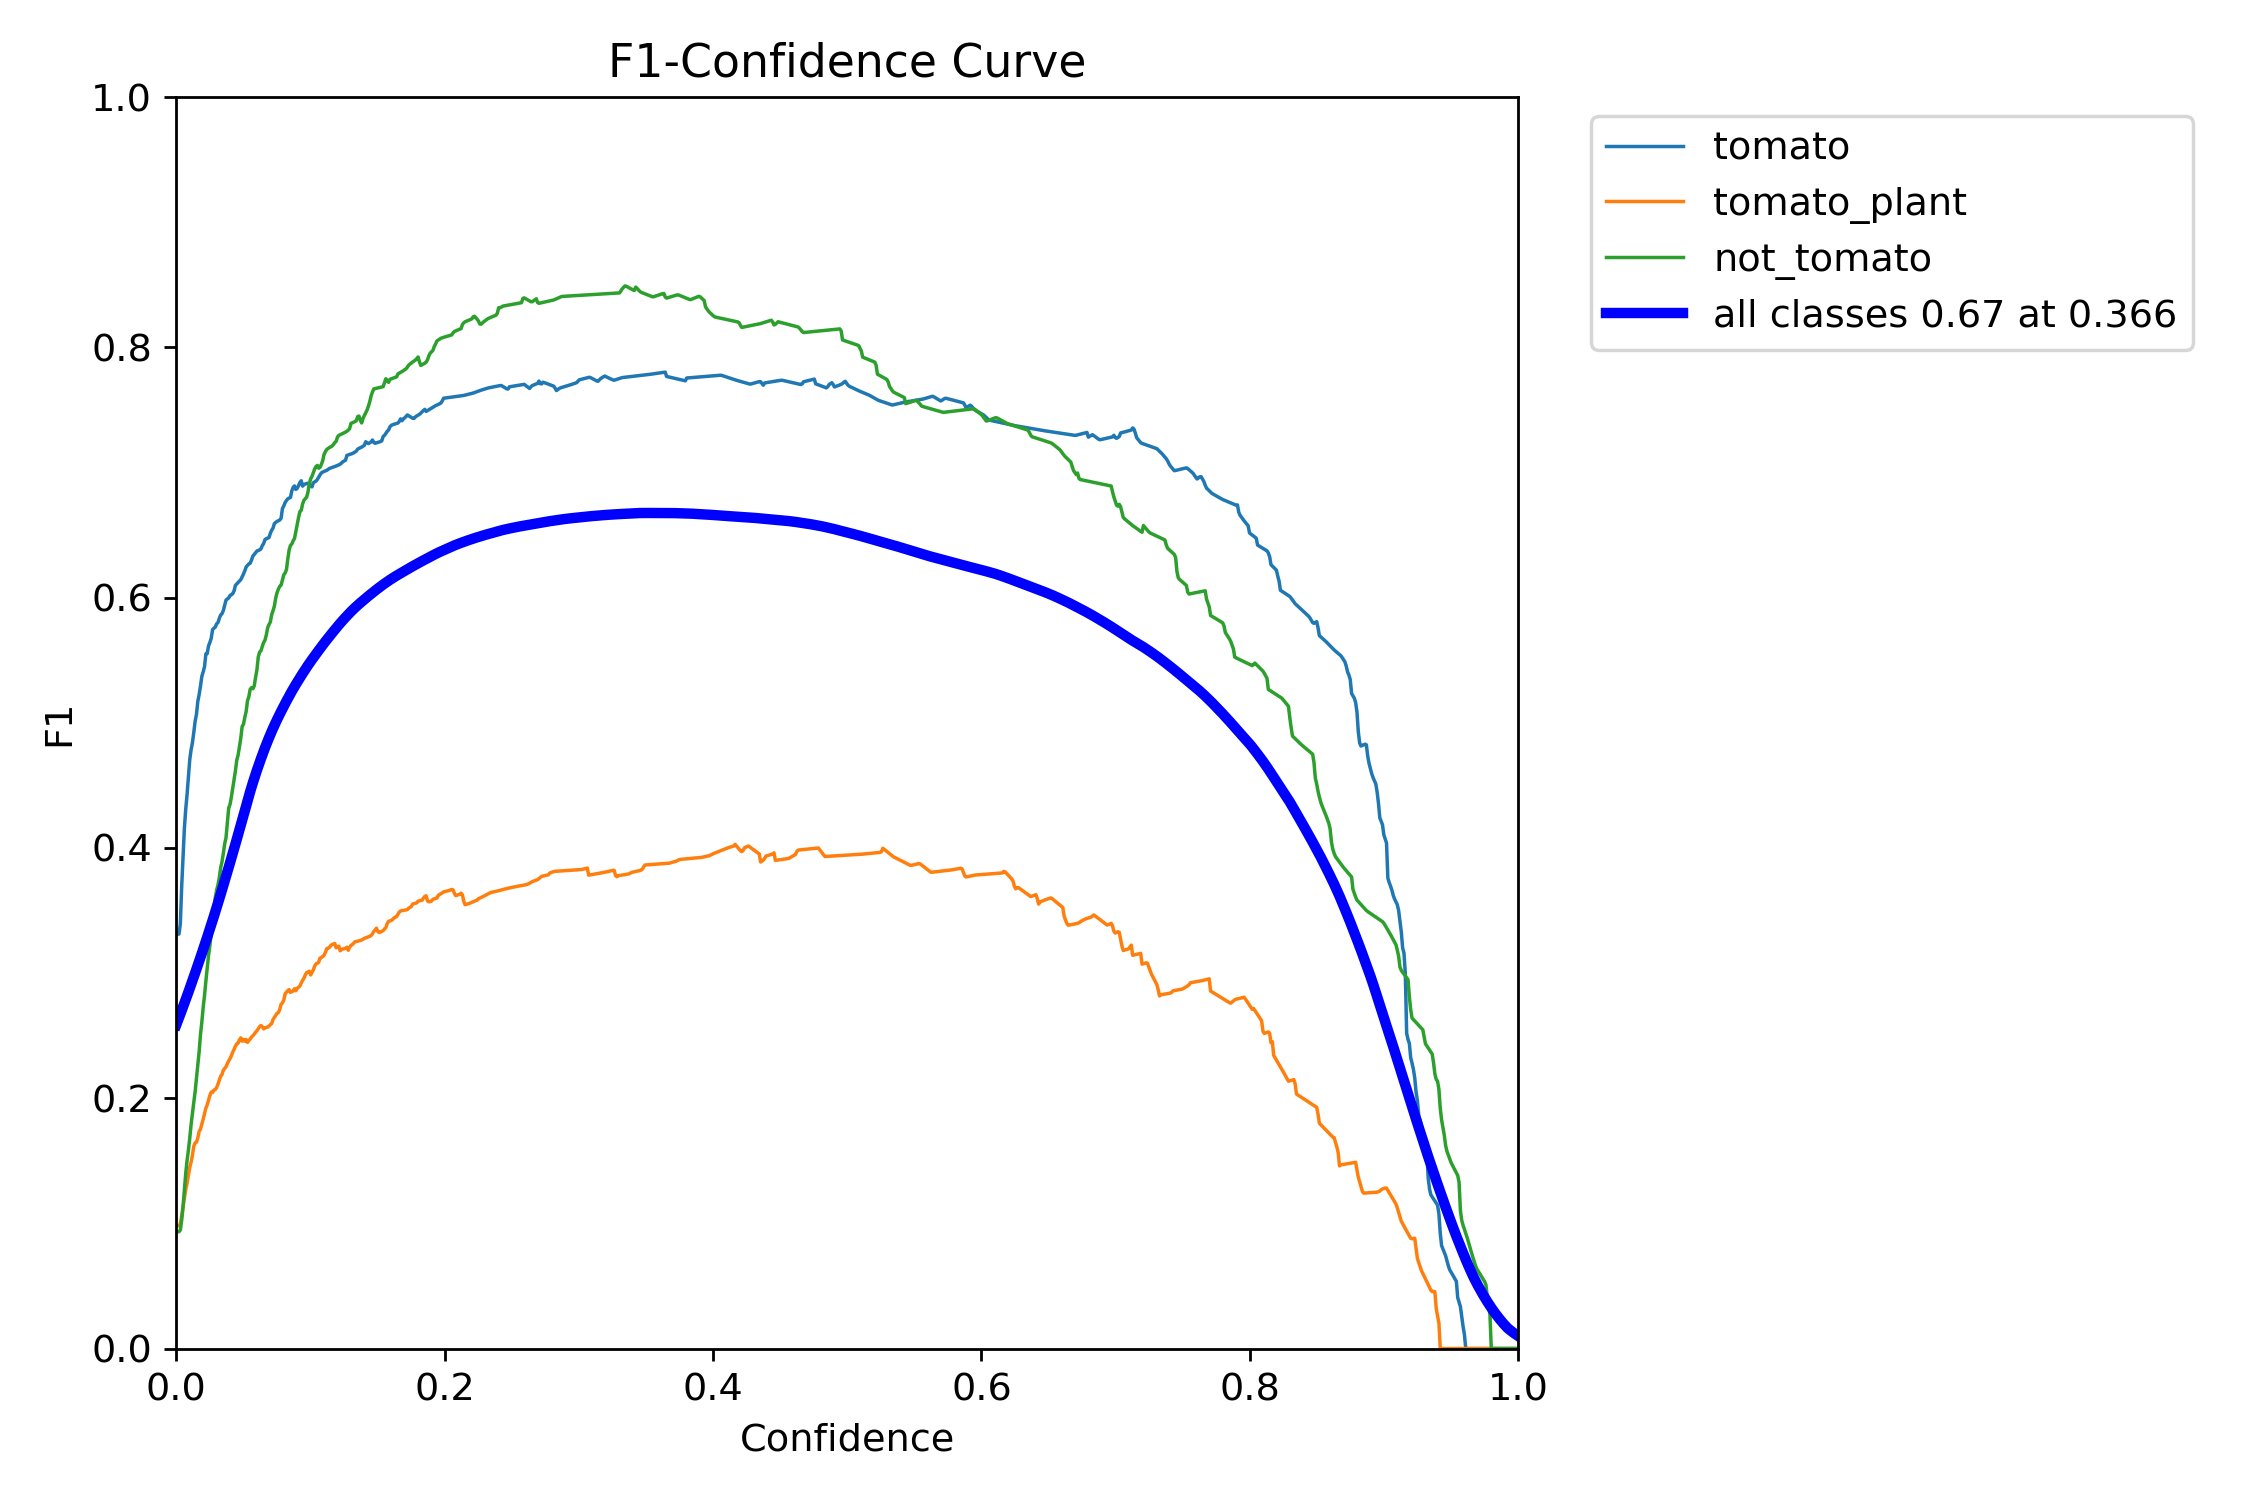 F1-Confidence Curve
1.0
0.8
0.6
0.4
0.2
0.0
F1
0.0 0.2 0.4 0.6 0.8 1.0
Confidence
tomato
tomato_plant
not_tomato
all classes 0.67 at 0.366